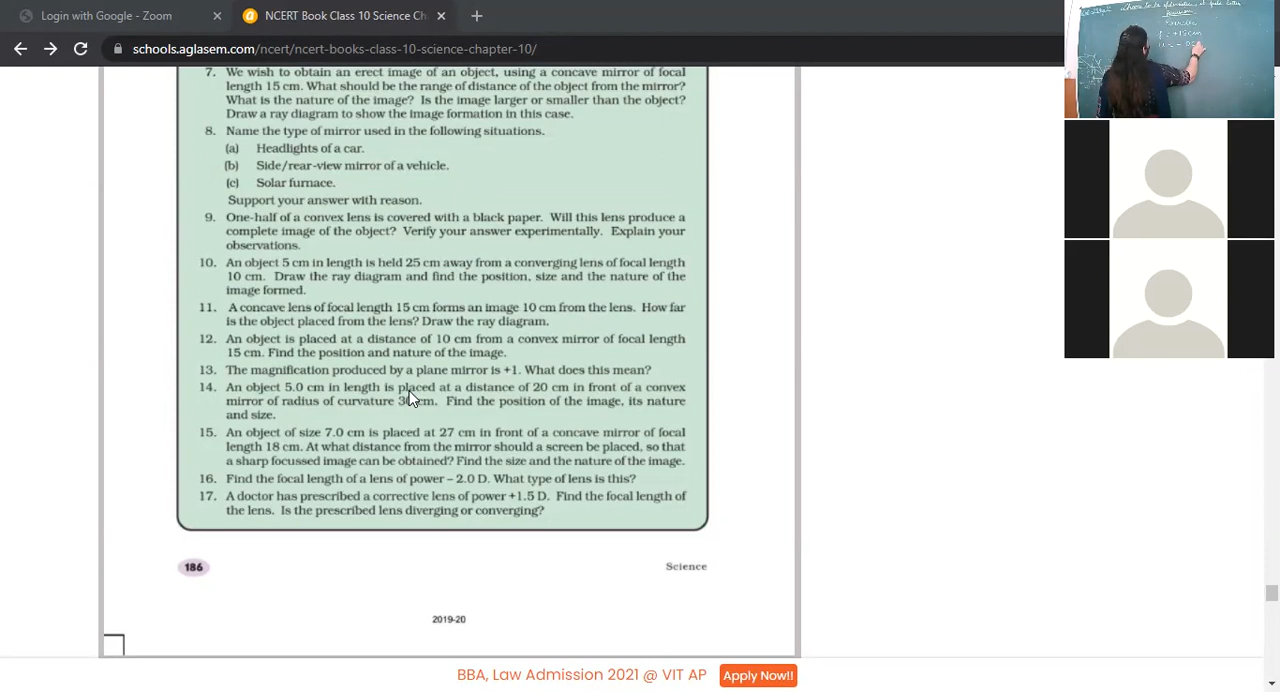 Login with Google - Zoom
NCERT Book Class 10 Science Ch
schools.aglasem.com/ncert/ncert-books-class-10-science-chapter-10/
7. We wish to obtain an erect image of an object, using a concave mirror of focal
length 15 cm. What should be the range of distance of the object from the mirror?
What is the nature of the image? Is the image larger or smaller than the object?
Draw a ray diagram to show the image formation in this case.
8. Name the type of mirror used in the following situations.
(a) Headlights of a car.
(b) Side/rear-view mirror of a vehicle.
(c) Solar furnace.
Support your answer with reason.
9. One-half of a convex lens is covered with a black paper. Will this lens produce a
complete image of the object? Verify your answer experimentally. Explain your
observations.
10. An object 5 cm in length is held 25 cm away from a converging lens of focal length
10 cm. Draw the ray diagram and find the position, size and the nature of the
image formed.
11. A concave lens of focal length 15 cm forms an image 10 cm from the lens. How far
is the object placed from the lens? Draw the ray diagram.
12. An object is placed at a distance of 10 cm from a convex mirror of focal length
15 cm. Find the position and nature of the image.
13. The magnification produced by a plane mirror is +1. What does this mean?
14. An object 5.0 cm in length is placed at a distance of 20 cm in front of a convex
mirror of radius of curvature 30 cm. Find the position of the image, its nature
and size.
15. An object of size 7.0 cm is placed at 27 cm in front of a concave mirror of focal
length 18 cm. At what distance from the mirror should a screen be placed, so that
a sharp focussed image can be obtained? Find the size and the nature of the image.
16. Find the focal length of a lens of power – 2.0 D. What type of lens is this?
17. A doctor has prescribed a corrective lens of power +1.5 D. Find the focal length of
the lens. Is the prescribed lens diverging or converging?
186
Science
2019-20
BBA, Law Admission 2021 @ VIT AP
Apply Now!!
f = +15cm